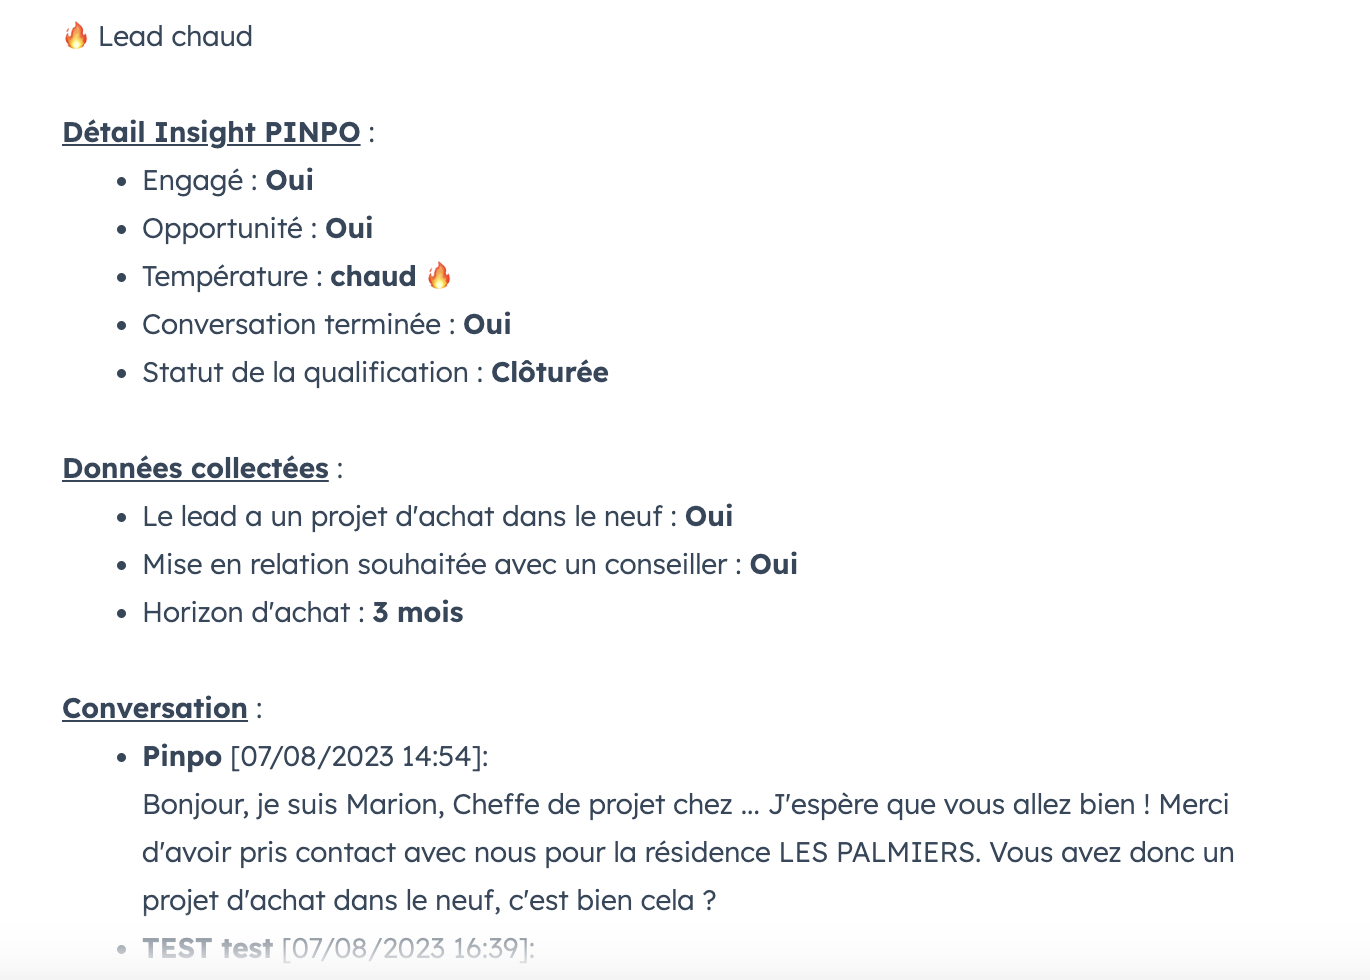 🔥 Lead chaud
Détail Insight PINPO :
• Engagé : Oui
• Opportunité : Oui
• Température : chaud 🔥
• Conversation terminée : Oui
• Statut de la qualification : Clôturée
Données collectées :
• Le lead a un projet d'achat dans le neuf : Oui
• Mise en relation souhaitée avec un conseiller : Oui
• Horizon d'achat : 3 mois
Conversation :
• Pinpo [07/08/2023 14:54]:
Bonjour, je suis Marion, Cheffe de projet chez ... J'espère que vous allez bien ! Merci
d'avoir pris contact avec nous pour la résidence LES PALMIERS. Vous avez donc un
projet d'achat dans le neuf, c'est bien cela ?
• TEST test [07/08/2023 16:39]: